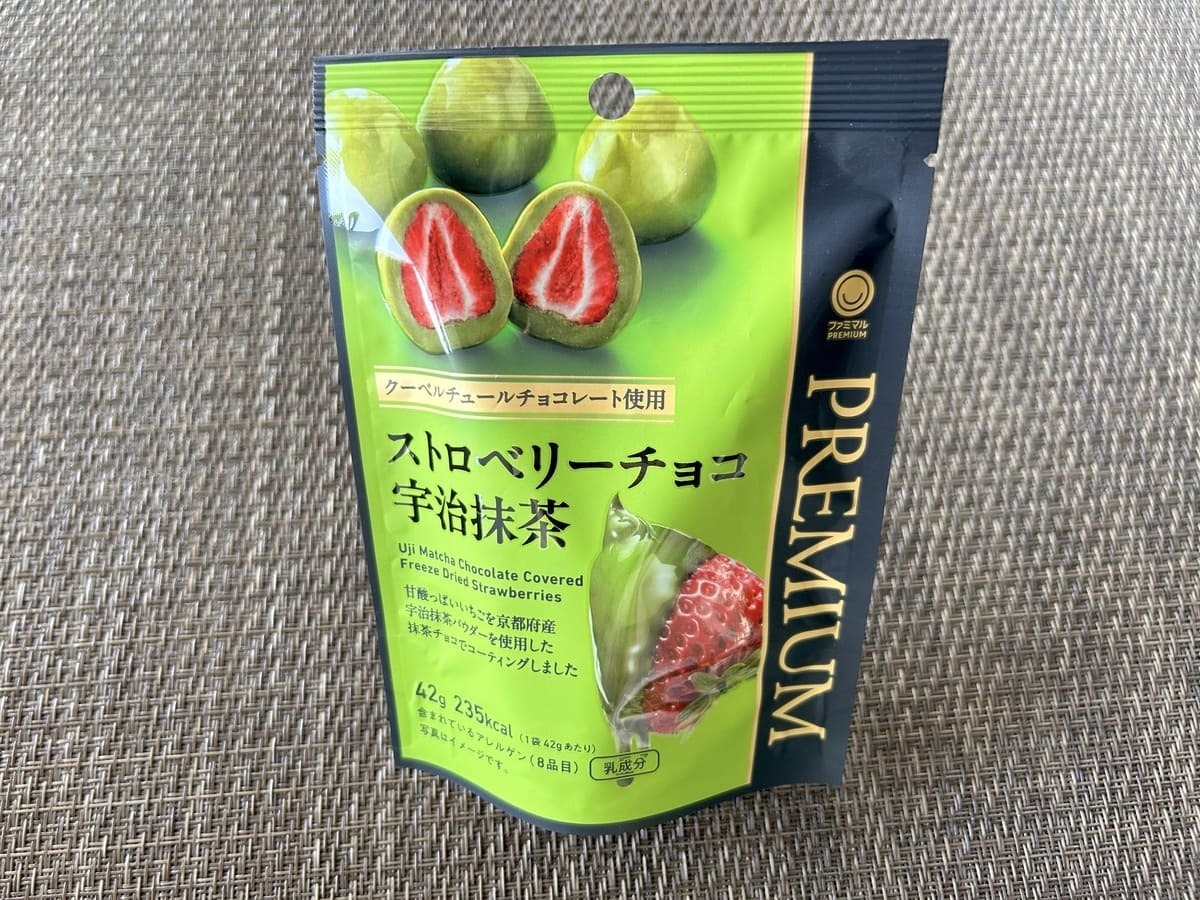 ファミマル
PREMIUM
PREMIUM
クーベルチュールチョコレート使用
ストロベリーチョコ
宇治抹茶
Uji Matcha Chocolate Covered
Freeze Dried Strawberries
甘酸っぱいいちごを京都府産
宇治抹茶パウダーを使用した
抹茶チョコでコーティングしました
42g 235kcal (1袋42gあたり)
含まれているアレルゲン(8品目) 乳成分
写真はイメージです。